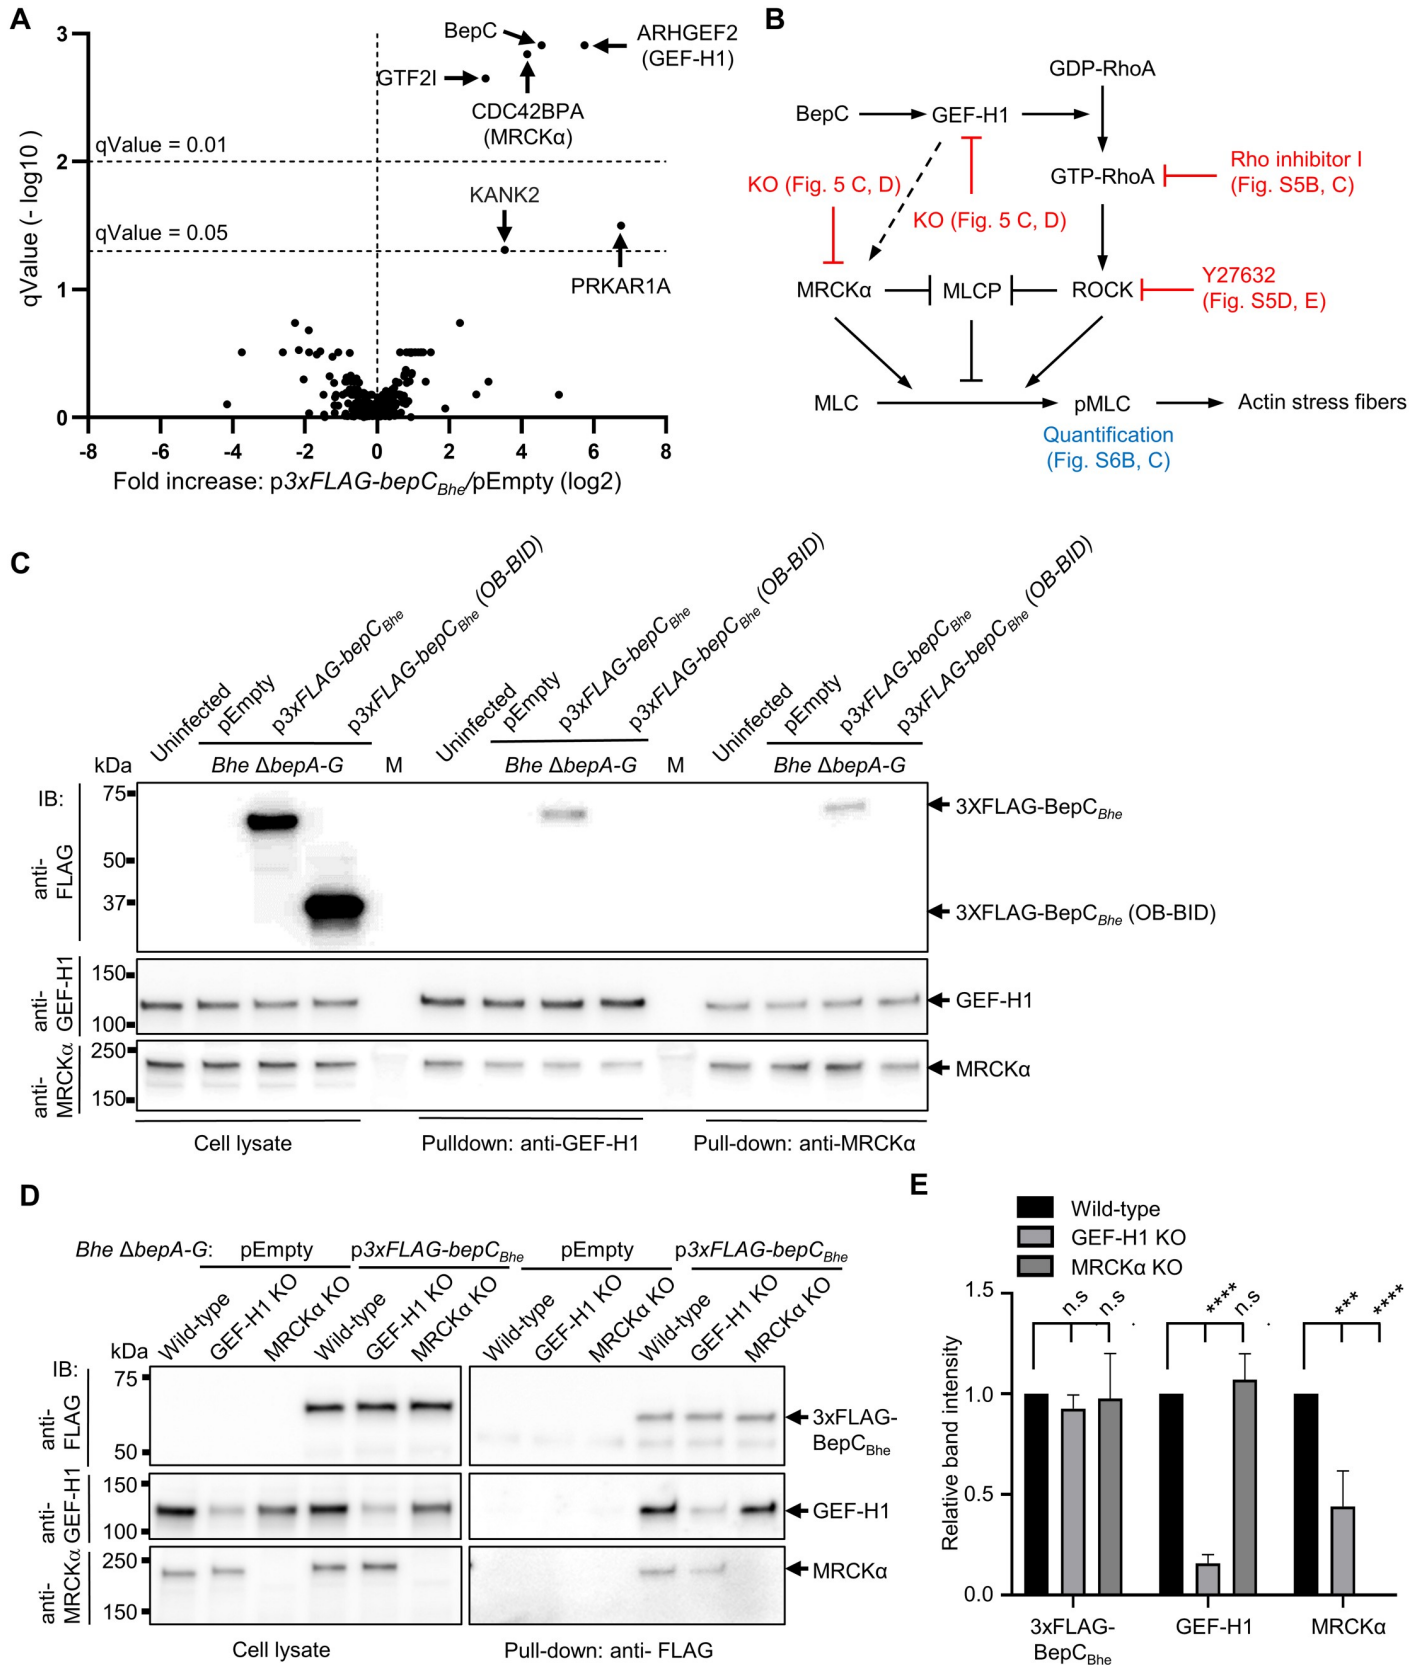 A
3
2
1
0
qValue (- log10 )
BepC
ARHGEF2
(GEF-H1)
GTF2I
CDC42BPA
(MRCKα)
qValue = 0.01
KANK2
qValue = 0.05
PRKAR1A
-8 -6 -4 -2 0 2 4 6 8
Fold increase: p3xFLAG-bepCBhe/pEmpty (log2)
B
GDP-RhoA
BepC
GEF-H1
KO (Fig. 5 C, D)
GTP-RhoA
Rho inhibitor I
(Fig. S5B, C)
KO (Fig. 5 C, D)
MRCKα
MLCP
ROCK
Y27632
(Fig. S5D, E)
MLC
pMLC
Actin stress fibers
Quantification
(Fig. S6B, C)
C
Uninfected
pEmpty
p3xFLAG-bepCBhe
p3xFLAG-bepCBhe (OB-BID)
Uninfected
pEmpty
p3xFLAG-bepCBhe
p3xFLAG-bepCBhe (OB-BID)
Uninfected
pEmpty
p3xFLAG-bepCBhe
p3xFLAG-bepCBhe (OB-BID)
kDa
Bhe ΔbepA-G
M
Bhe ΔbepA-G
M
Bhe ΔbepA-G
IB:
anti-
FLAG
75
50
37
3XFLAG-BepCBhe
3XFLAG-BepCBhe (OB-BID)
anti-
GEF-H1
150
100
GEF-H1
anti-
MRCKα
250
150
MRCKα
Cell lysate
Pulldown: anti-GEF-H1
Pull-down: anti-MRCKα
D
Bhe ΔbepA-G:
pEmpty
p3xFLAG-bepCBhe
pEmpty
p3xFLAG-bepCBhe
Wild-type
GEF-H1 KO
MRCKα KO
Wild-type
GEF-H1 KO
MRCKα KO
Wild-type
GEF-H1 KO
MRCKα KO
Wild-type
GEF-H1 KO
MRCKα KO
kDa
IB:
anti-
FLAG
75
50
3xFLAG-
BepCBhe
anti-
GEF-H1
150
100
GEF-H1
anti-
MRCKα
250
150
MRCKα
Cell lysate
Pull-down: anti- FLAG
E
Wild-type
GEF-H1 KO
MRCKα KO
Relative band intensity
1.5
1.0
0.5
0.0
n.s
n.s
****
n.s
***
****
3xFLAG-
BepCBhe
GEF-H1
MRCKα